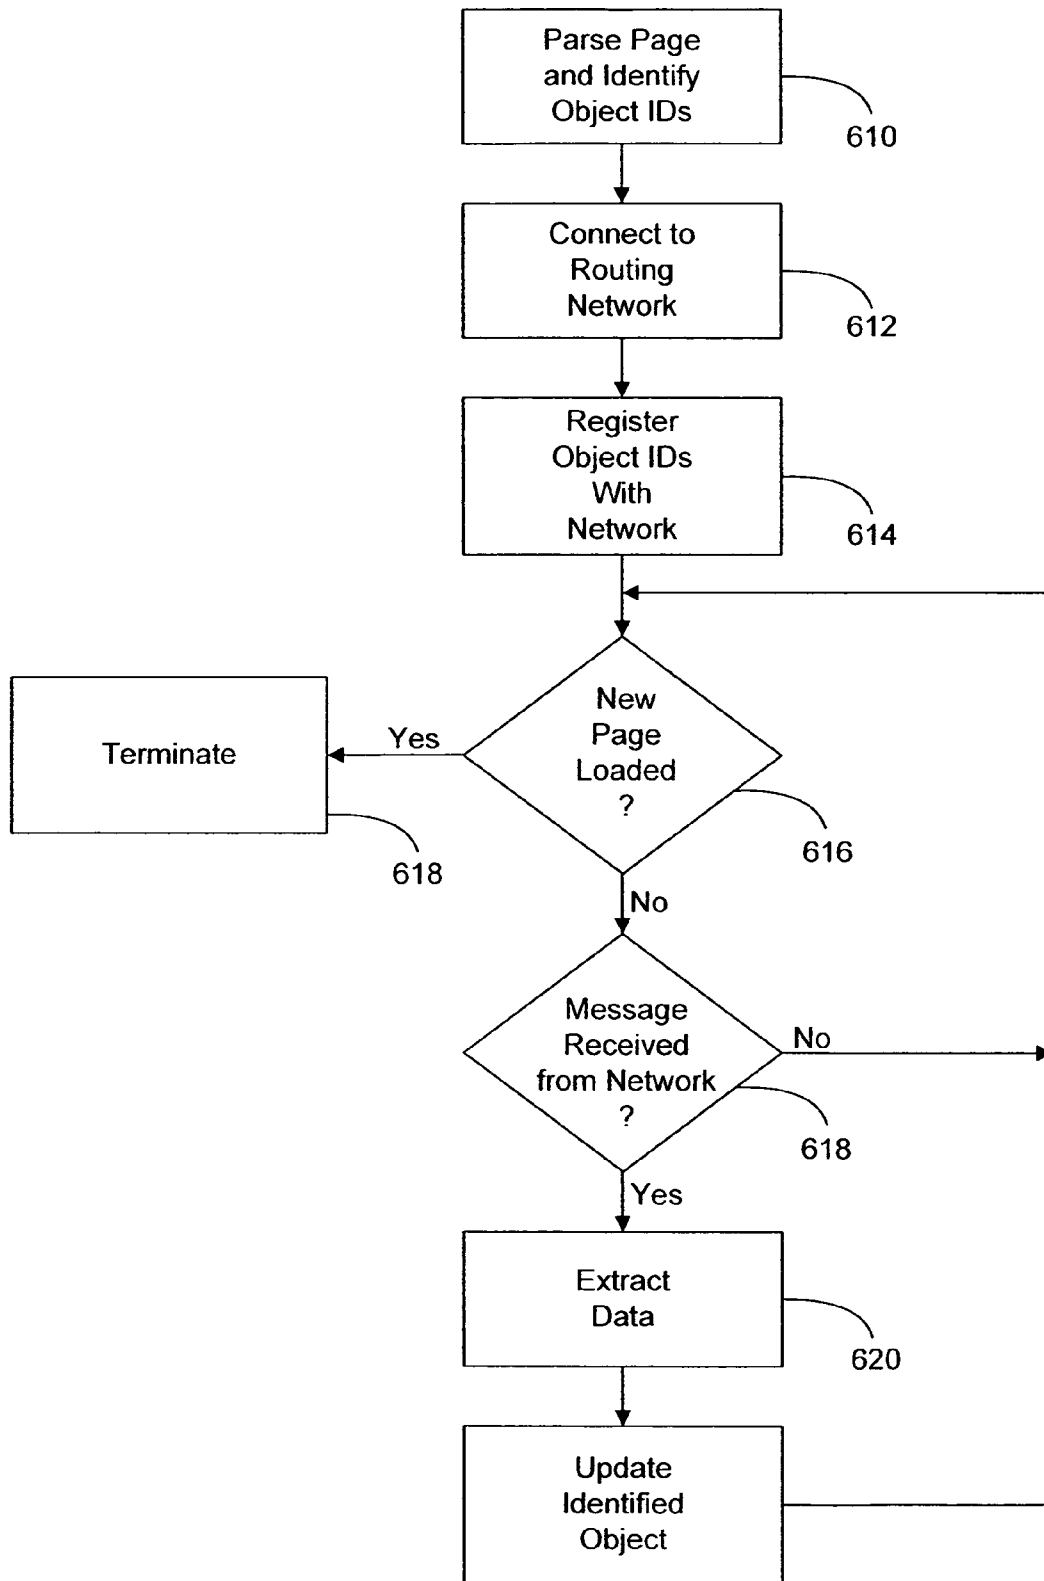 Parse Page
and Identify
Object IDs
610
Connect to
Routing
Network
612
Register
Object IDs
With
Network
614
New
Page
Loaded
?
616
Yes
Terminate
618
No
Message
Received
from Network
?
618
No
Yes
Extract
Data
620
Update
Identified
Object